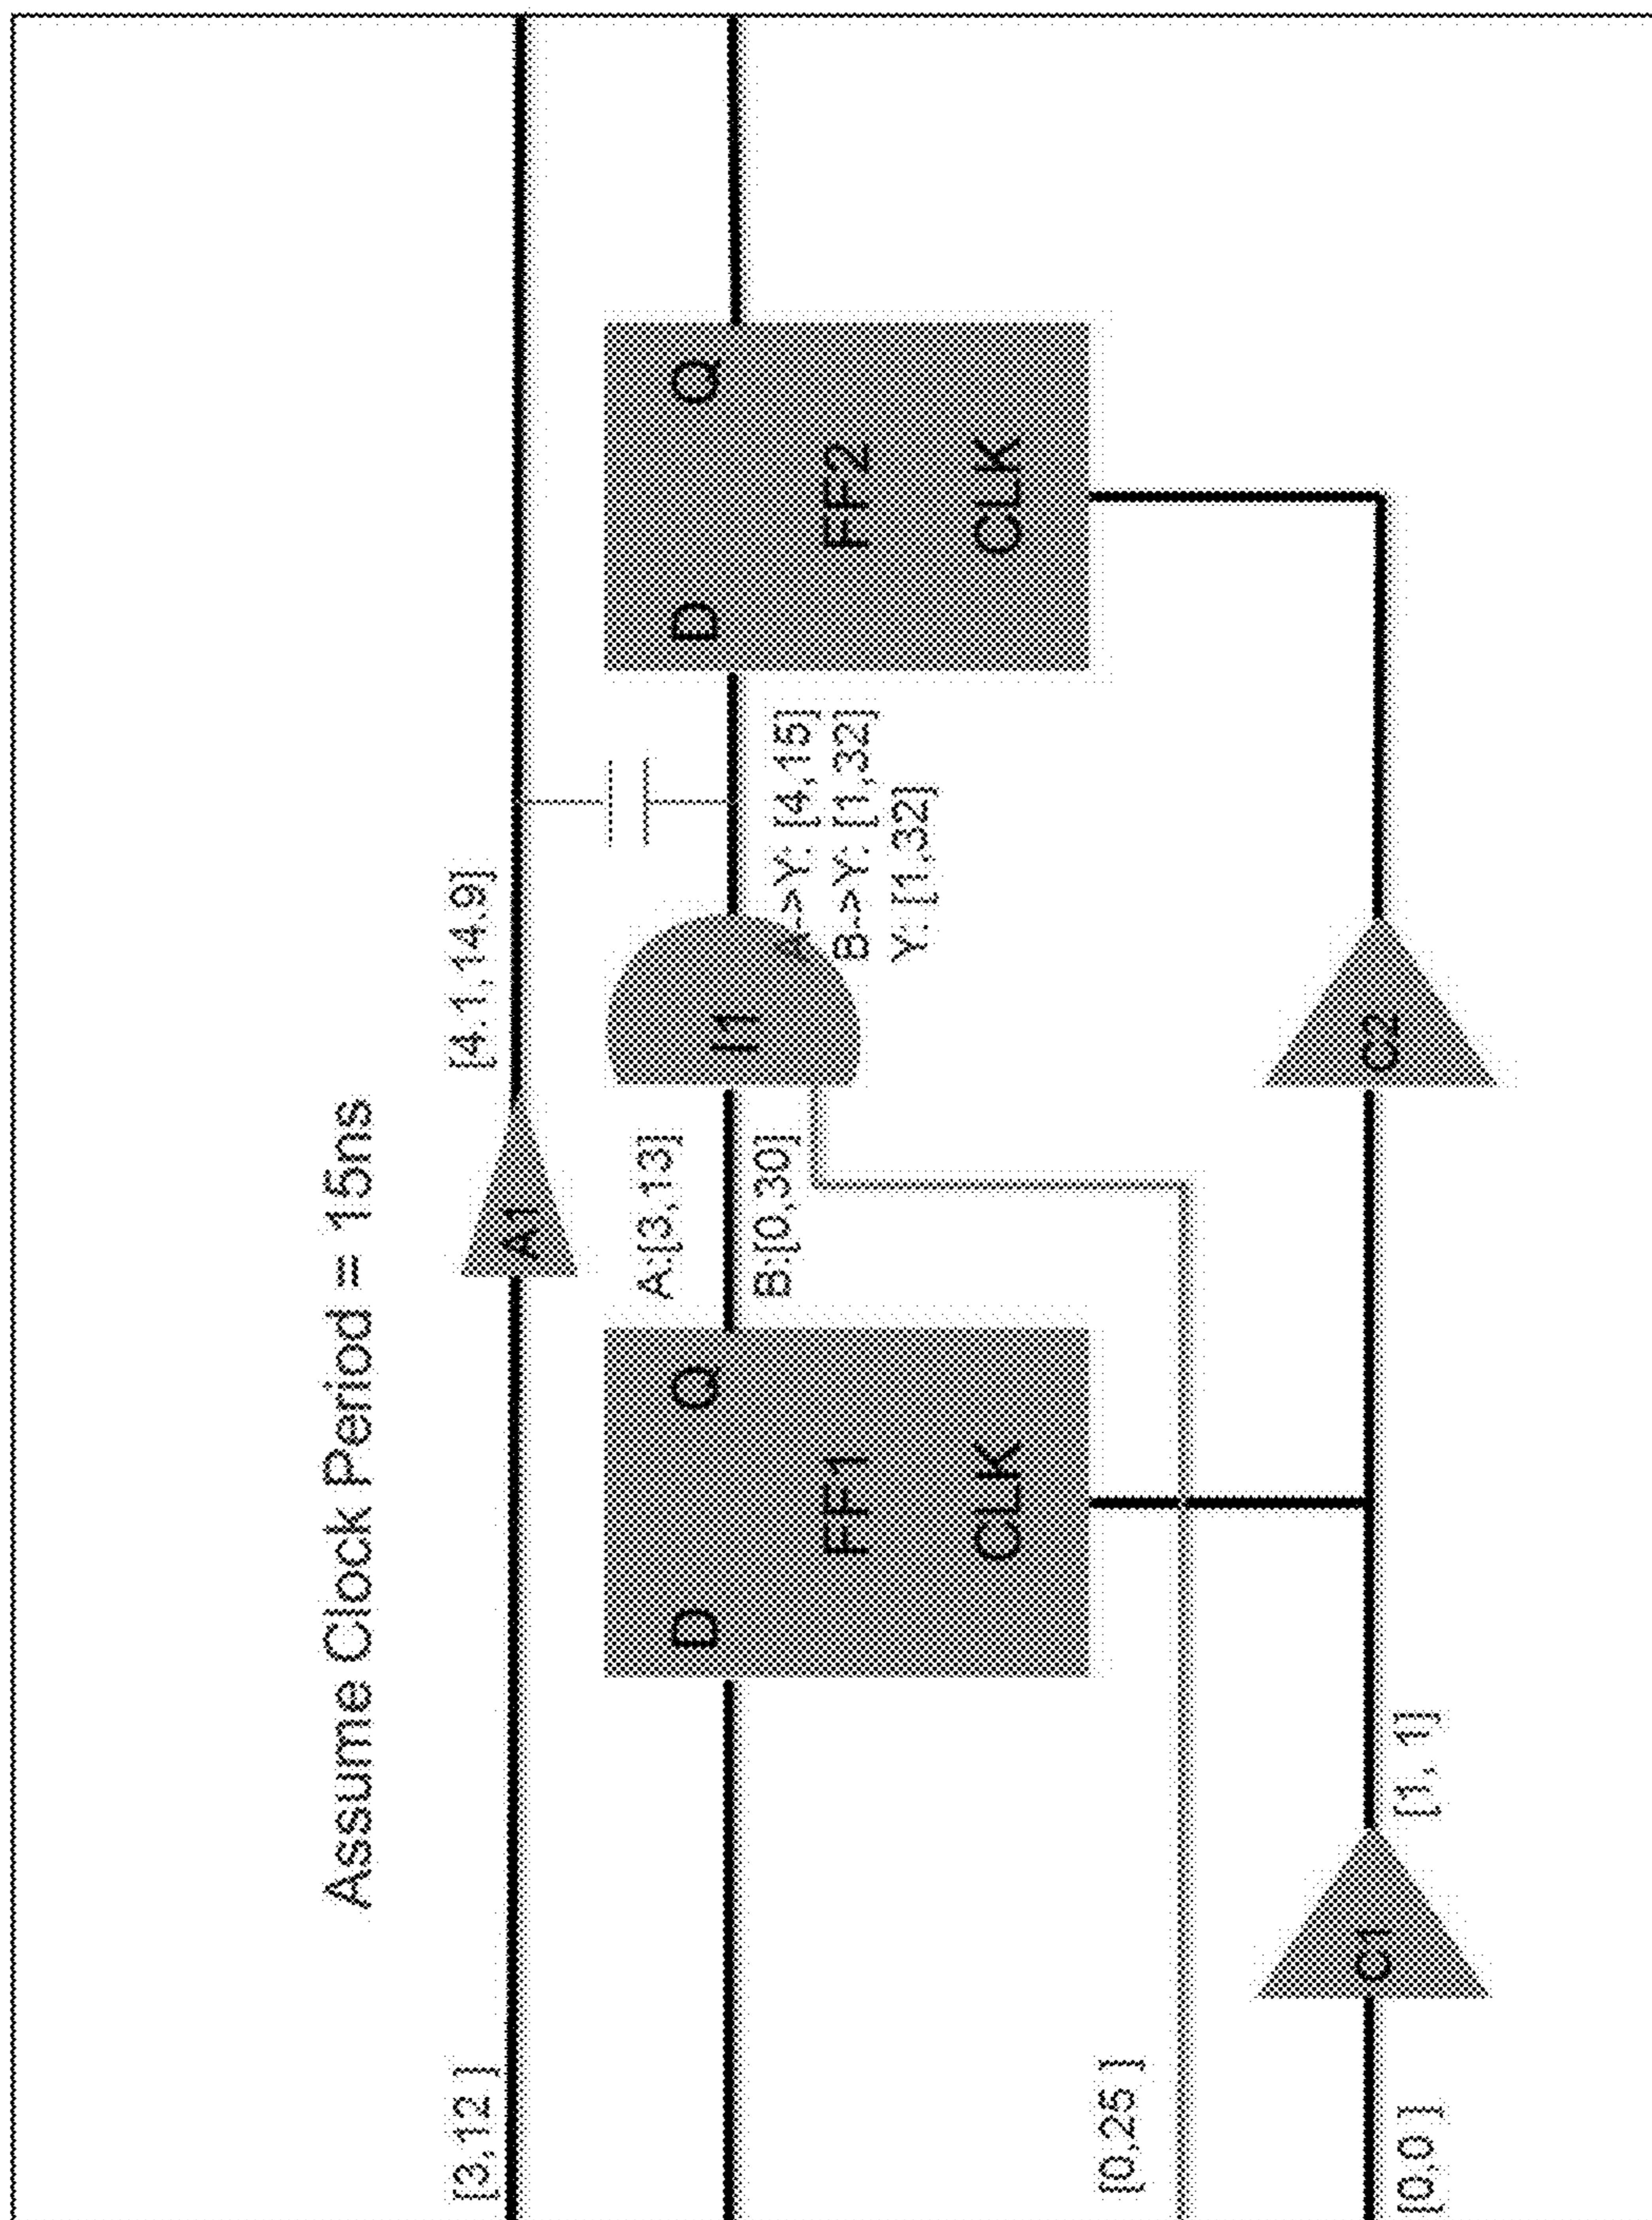 Assume Clock Period = 15ns
[3,12 ]
A1
[4.1,14.9]
D
Q
FF1
CLK
A:[3,13]
B:[0,30]
I1
A->Y: [4,15]
B->Y: [1,32]
Y: [1,32]
D
Q
FF2
CLK
[0,25 ]
[0,0 ]
C1
[1, 1]
C2